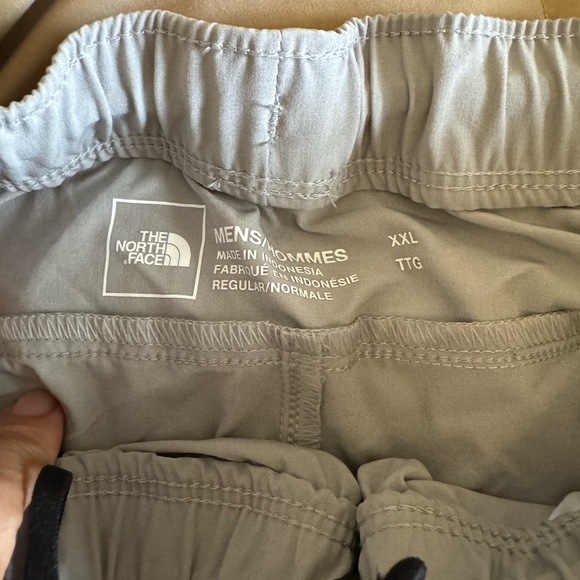 THE
NORTH
FACE
MENS/HOMMES
MADE IN INDONESIA
FABRIQUÉ EN INDONÉSIE
REGULAR/NORMALE
XXL
TTG